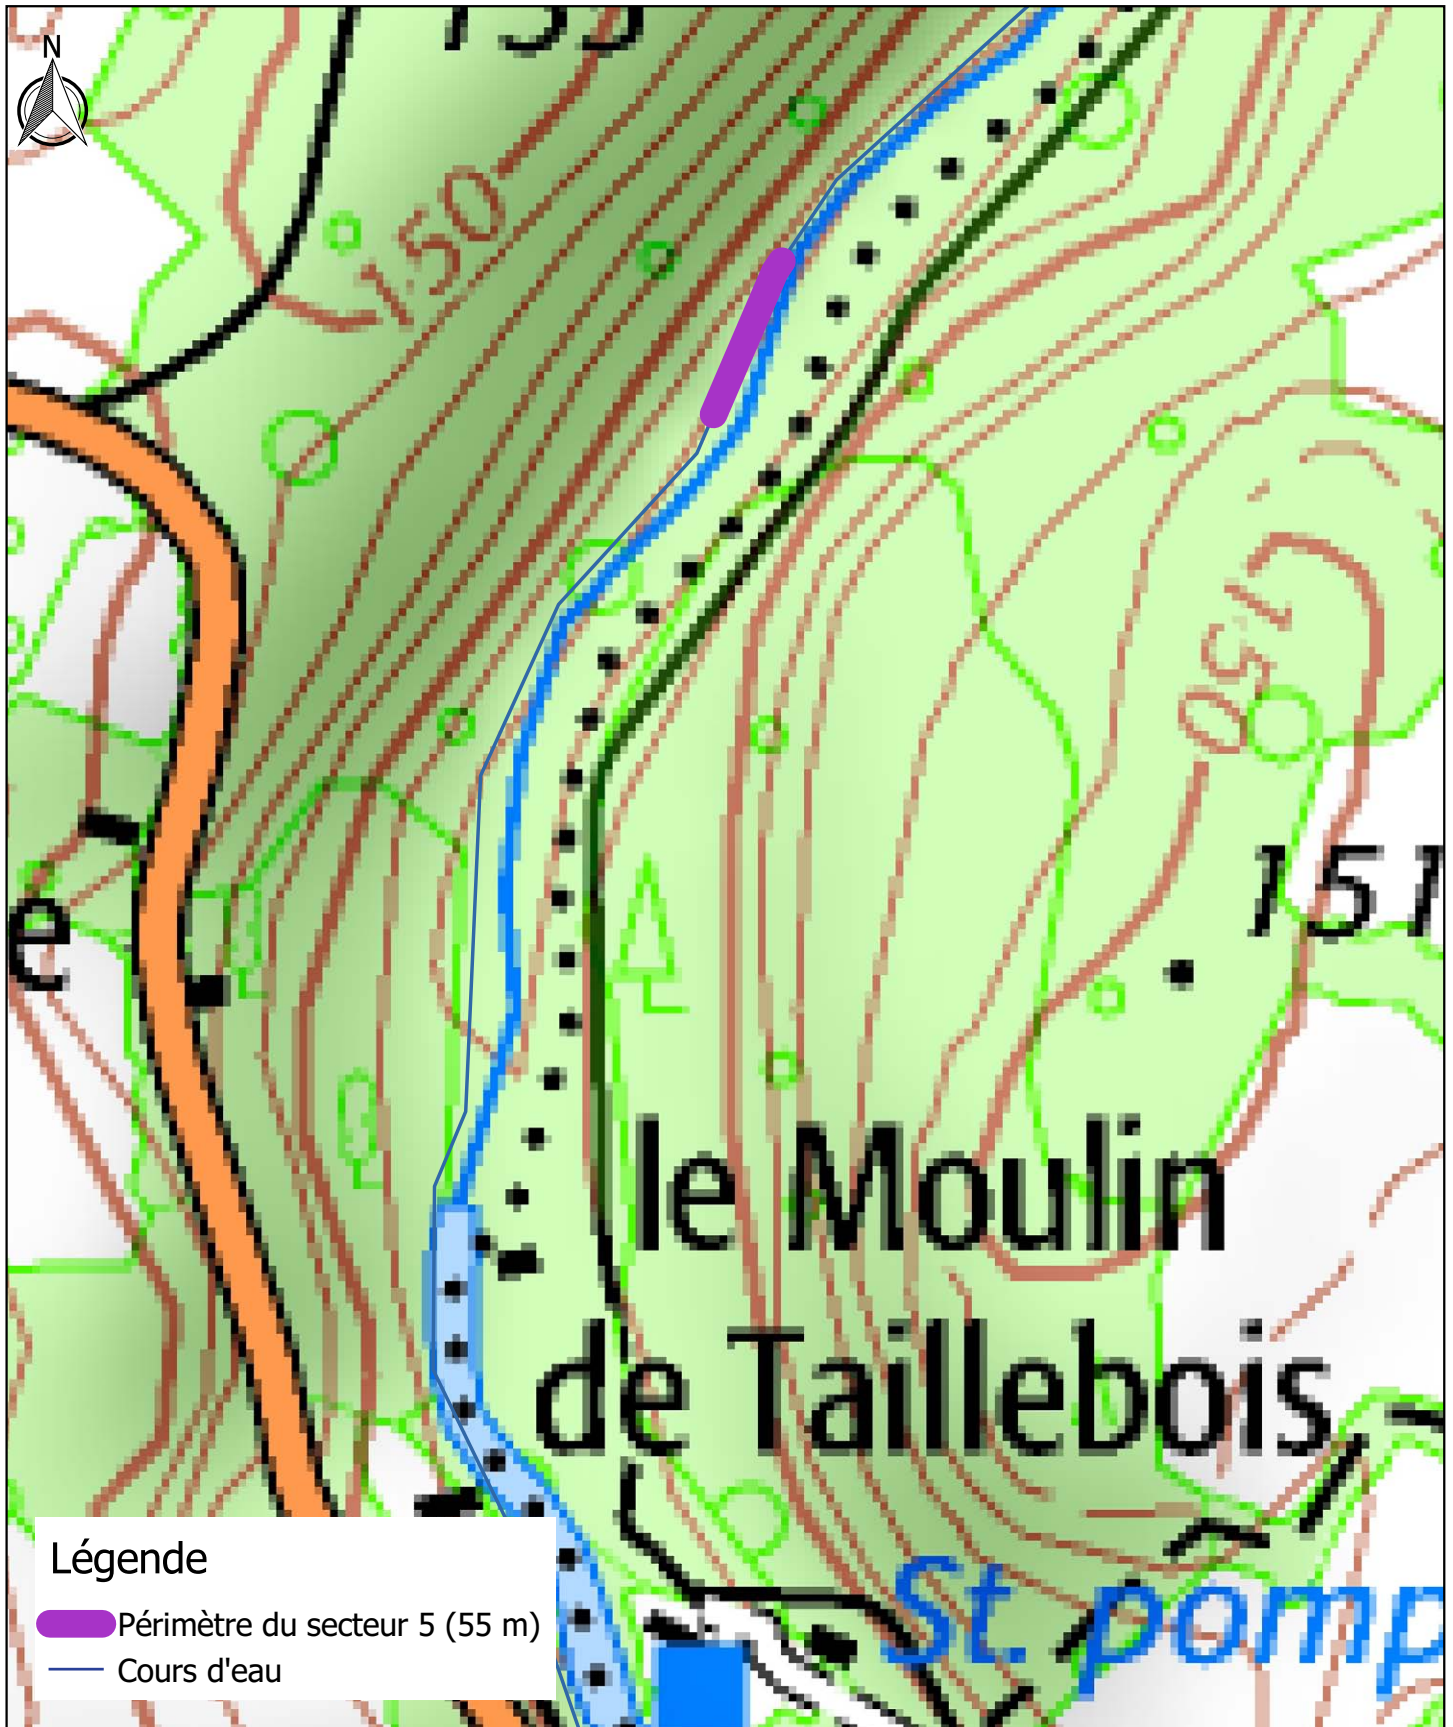 N
150
150
151
e
le Moulin
de Taillebois
St. pomp
Légende
Périmètre du secteur 5 (55 m)
Cours d'eau